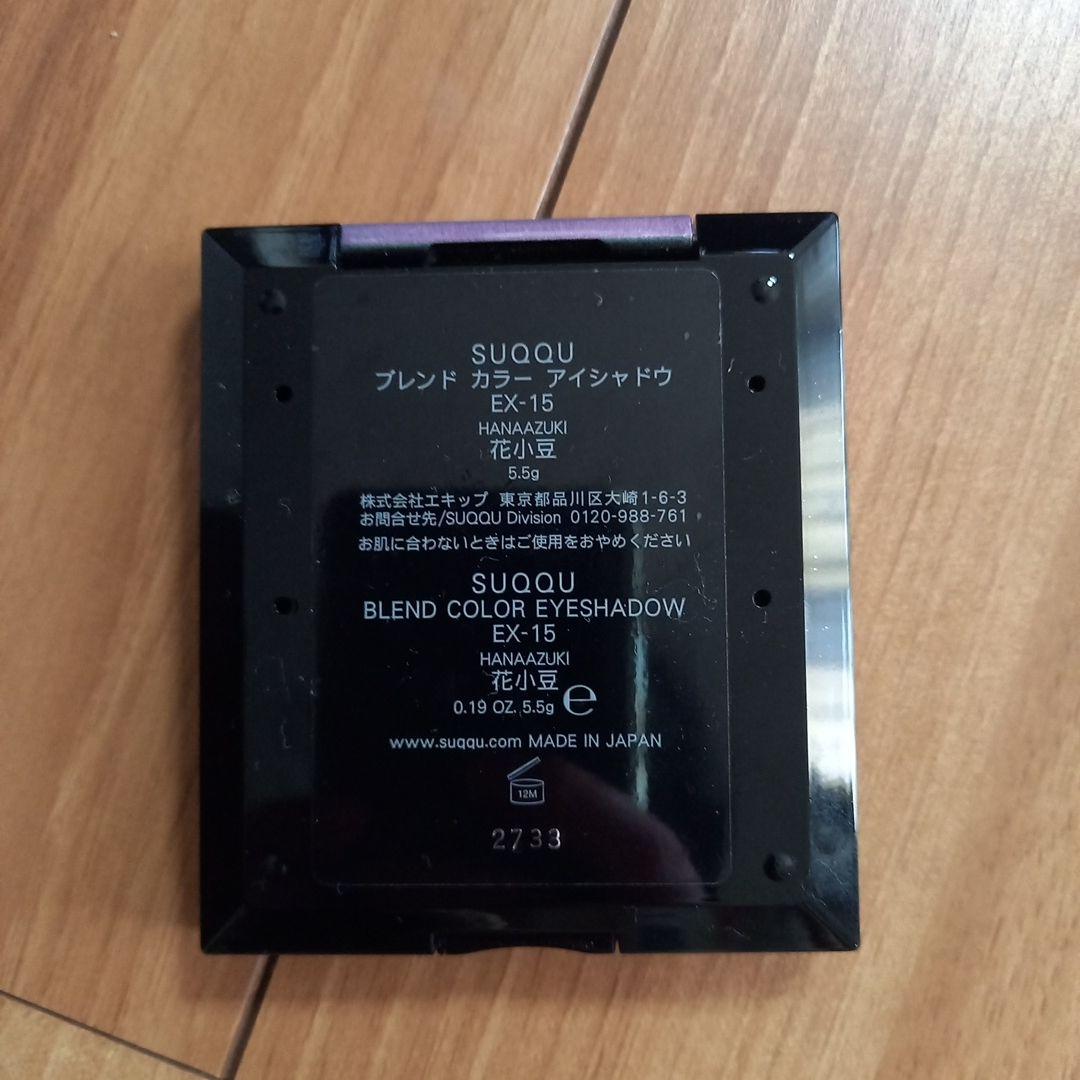 SUQQU
ブレンド カラー アイシャドウ
EX-15
HANAAZUKI
花小豆
5.5g
株式会社エキップ 東京都品川区大崎1-6-3
お問合せ先/SUQQU Division 0120-988-761
お肌に合わないときはご使用をおやめください
SUQQU
BLEND COLOR EYESHADOW
EX-15
HANAAZUKI
花小豆
0.19 OZ. 5.5g ℮
www.suqqu.com MADE IN JAPAN
12M
2733